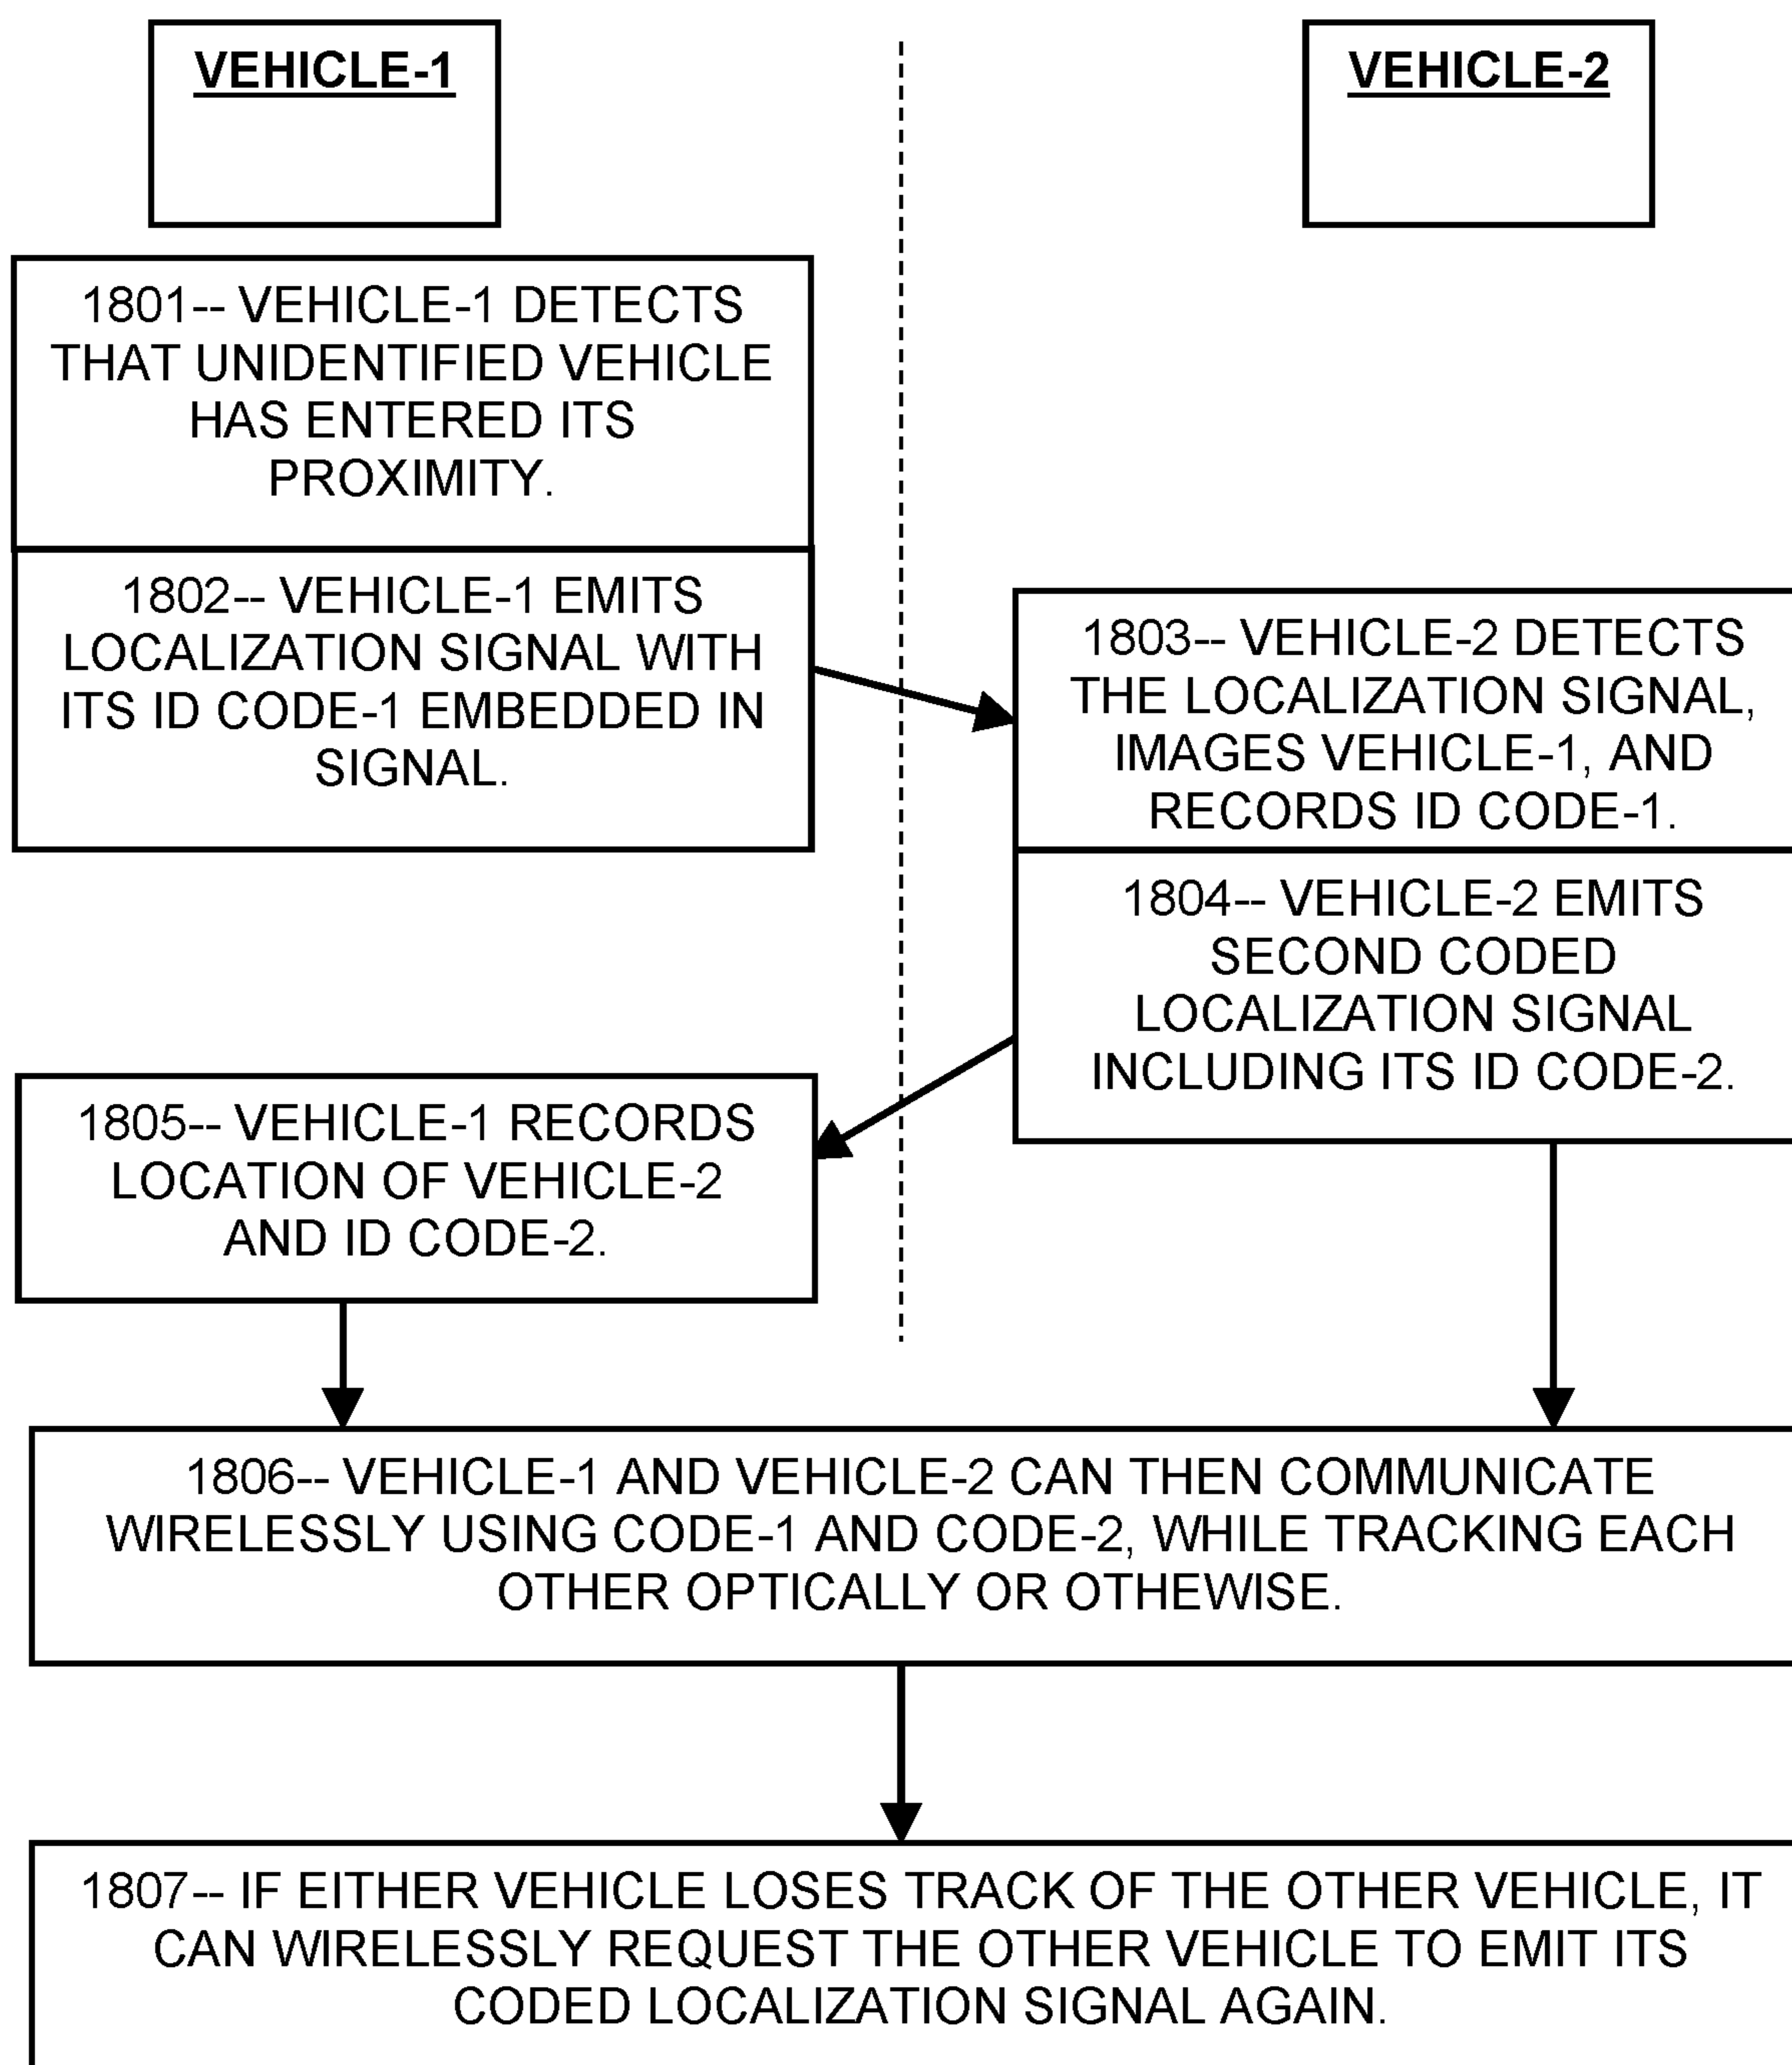 VEHICLE-1
VEHICLE-2
1801-- VEHICLE-1 DETECTS
THAT UNIDENTIFIED VEHICLE
HAS ENTERED ITS
PROXIMITY.
1802-- VEHICLE-1 EMITS
LOCALIZATION SIGNAL WITH
ITS ID CODE-1 EMBEDDED IN
SIGNAL.
1803-- VEHICLE-2 DETECTS
THE LOCALIZATION SIGNAL,
IMAGES VEHICLE-1, AND
RECORDS ID CODE-1.
1804-- VEHICLE-2 EMITS
SECOND CODED
LOCALIZATION SIGNAL
INCLUDING ITS ID CODE-2.
1805-- VEHICLE-1 RECORDS
LOCATION OF VEHICLE-2
AND ID CODE-2.
1806-- VEHICLE-1 AND VEHICLE-2 CAN THEN COMMUNICATE
WIRELESSLY USING CODE-1 AND CODE-2, WHILE TRACKING EACH
OTHER OPTICALLY OR OTHEWISE.
1807-- IF EITHER VEHICLE LOSES TRACK OF THE OTHER VEHICLE, IT
CAN WIRELESSLY REQUEST THE OTHER VEHICLE TO EMIT ITS
CODED LOCALIZATION SIGNAL AGAIN.